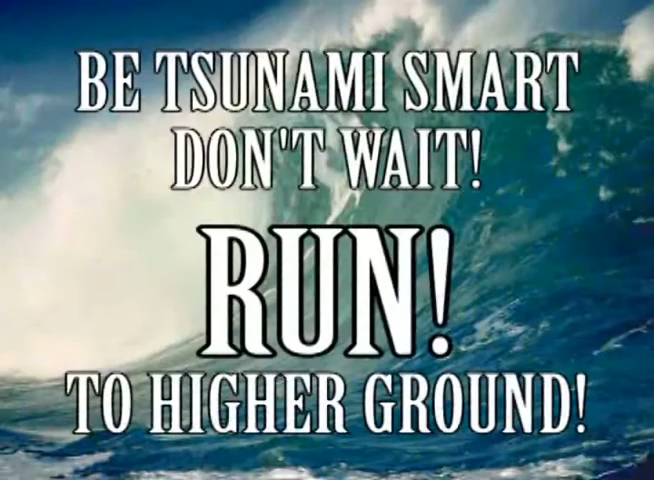 BE TSUNAMI SMART
DON'T WAIT!
RUN!
TO HIGHER GROUND!